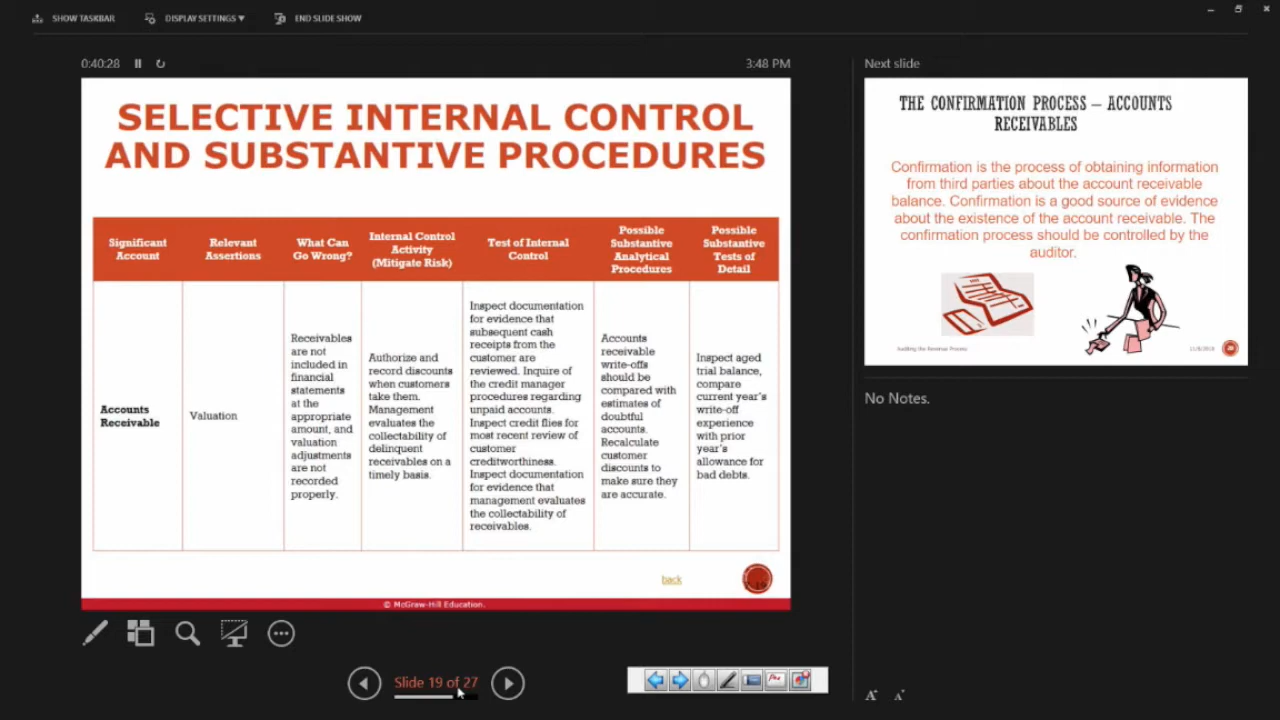 SHOW TASKBAR
DISPLAY SETTINGS ▼
END SLIDE SHOW
0:40:28
3:48 PM
SELECTIVE INTERNAL CONTROL
AND SUBSTANTIVE PROCEDURES
Significant
Account
Relevant
Assertions
What Can
Go Wrong?
Internal Control
Activity
(Mitigate Risk)
Test of Internal
Control
Possible
Substantive
Analytical
Procedures
Possible
Substantive
Tests of
Detail
Accounts
Receivable
Valuation
Receivables
are not
included in
financial
statements
at the
appropriate
amount, and
valuation
adjustments
are not
recorded
properly.
Authorize and
record discounts
when customers
take them.
Management
evaluates the
collectability of
delinquent
receivables on a
timely basis.
Inspect documentation
for evidence that
subsequent cash
receipts from the
customer are
reviewed. Inquire of
the credit manager
procedures regarding
unpaid accounts.
Inspect credit flies for
most recent review of
customer
creditworthiness.
Inspect documentation
for evidence that
management evaluates
the collectability of
receivables.
Accounts
receivable
write-offs
should be
compared with
estimates of
doubtful
accounts.
Recalculate
customer
discounts to
make sure they
are accurate.
Inspect aged
trial balance,
compare
current year's
write-off
experience
with prior
year's
allowance for
bad debts.
back
© McGraw-Hill Education.
Slide 19 of 27
Next slide
THE CONFIRMATION PROCESS – ACCOUNTS
RECEIVABLES
Confirmation is the process of obtaining information
from third parties about the account receivable
balance. Confirmation is a good source of evidence
about the existence of the account receivable. The
confirmation process should be controlled by the
auditor.
Auditing the Revenue Process
No Notes.
A A